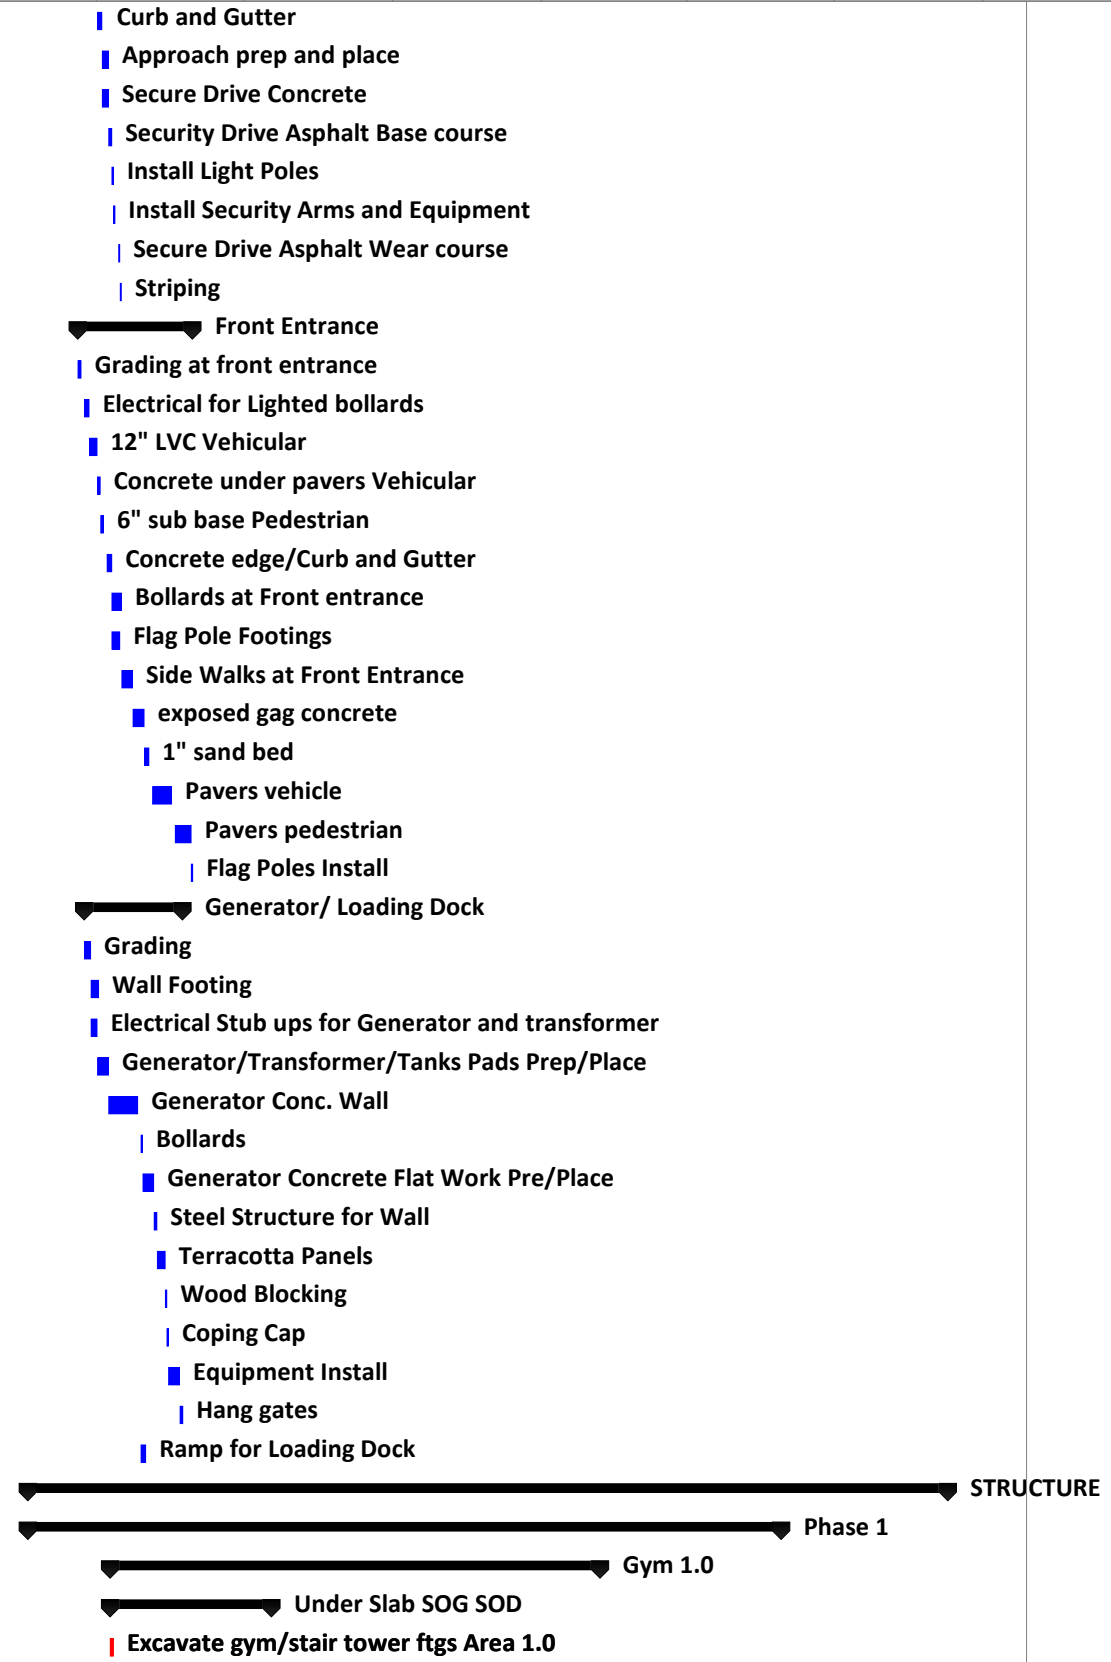 Curb and Gutter
Approach prep and place
Secure Drive Concrete
Security Drive Asphalt Base course
Install Light Poles
Install Security Arms and Equipment
Secure Drive Asphalt Wear course
Striping
Front Entrance
Grading at front entrance
Electrical for Lighted bollards
12" LVC Vehicular
Concrete under pavers Vehicular
6" sub base Pedestrian
Concrete edge/Curb and Gutter
Bollards at Front entrance
Flag Pole Footings
Side Walks at Front Entrance
exposed gag concrete
1" sand bed
Pavers vehicle
Pavers pedestrian
Flag Poles Install
Generator/ Loading Dock
Grading
Wall Footing
Electrical Stub ups for Generator and transformer
Generator/Transformer/Tanks Pads Prep/Place
Generator Conc. Wall
Bollards
Generator Concrete Flat Work Pre/Place
Steel Structure for Wall
Terracotta Panels
Wood Blocking
Coping Cap
Equipment Install
Hang gates
Ramp for Loading Dock
STRUCTURE
Phase 1
Gym 1.0
Under Slab SOG SOD
Excavate gym/stair tower ftgs Area 1.0